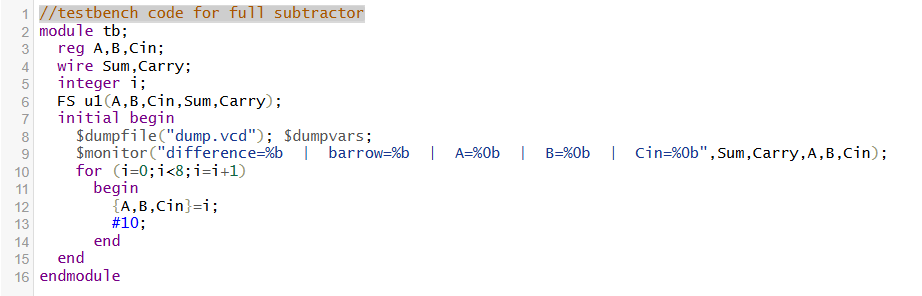 1 //testbench code for full subtractor
2 module tb;
3   reg A,B,Cin;
4   wire Sum,Carry;
5   integer i;
6   FS u1(A,B,Cin,Sum,Carry);
7   initial begin
8     $dumpfile("dump.vcd"); $dumpvars;
9     $monitor("difference=%b  |  barrow=%b  |  A=%0b  |  B=%0b  |  Cin=%0b",Sum,Carry,A,B,Cin);
10     for (i=0;i<8;i=i+1)
11       begin
12         {A,B,Cin}=i;
13         #10;
14       end
15   end
16 endmodule